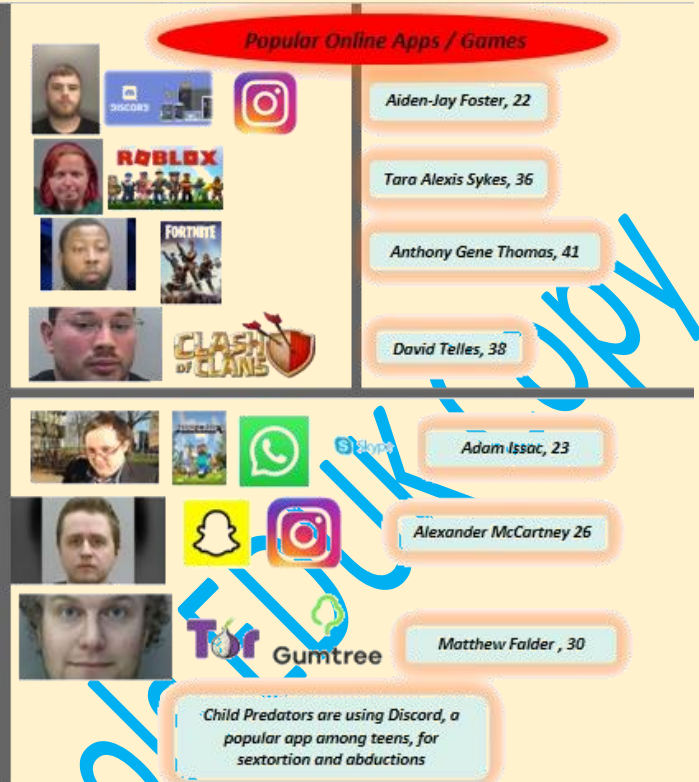 Popular Online Apps / Games
DISCORD
Aiden-Jay Foster, 22
ROBLOX
Tara Alexis Sykes, 36
FORTNITE
Anthony Gene Thomas, 41
CLASH
OF CLANS
David Telles, 38
MINECRAFT
Skype
Adam Issac, 23
Alexander McCartney 26
Tor
Gumtree
Matthew Falder , 30
Child Predators are using Discord, a
popular app among teens, for
sextortion and abductions
Copy